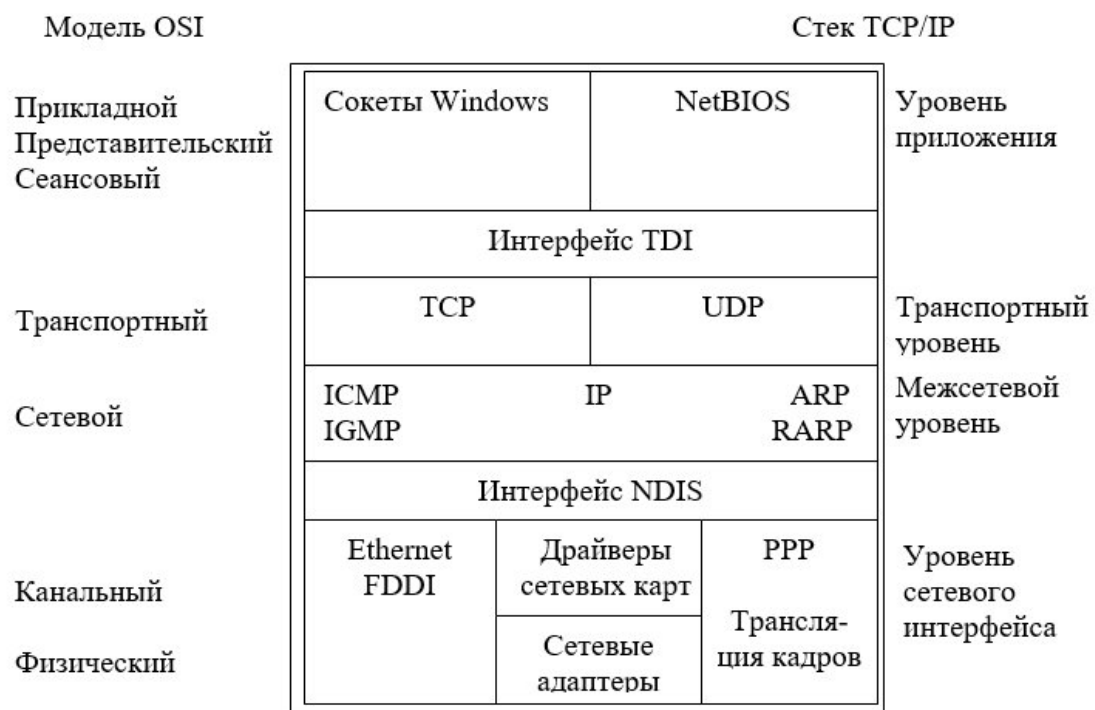 Модель OSI
Стек TCP/IP
Прикладной
Представительский
Сеансовый
Сокеты Windows
NetBIOS
Уровень
приложения
Интерфейс TDI
Транспортный
TCP
UDP
Транспортный
уровень
Сетевой
ICMP IP ARP
IGMP RARP
Межсетевой
уровень
Интерфейс NDIS
Канальный
Физический
Ethernet
FDDI
Драйверы
сетевых карт
Сетевые
адаптеры
PPP
Трансля-
ция кадров
Уровень
сетевого
интерфейса